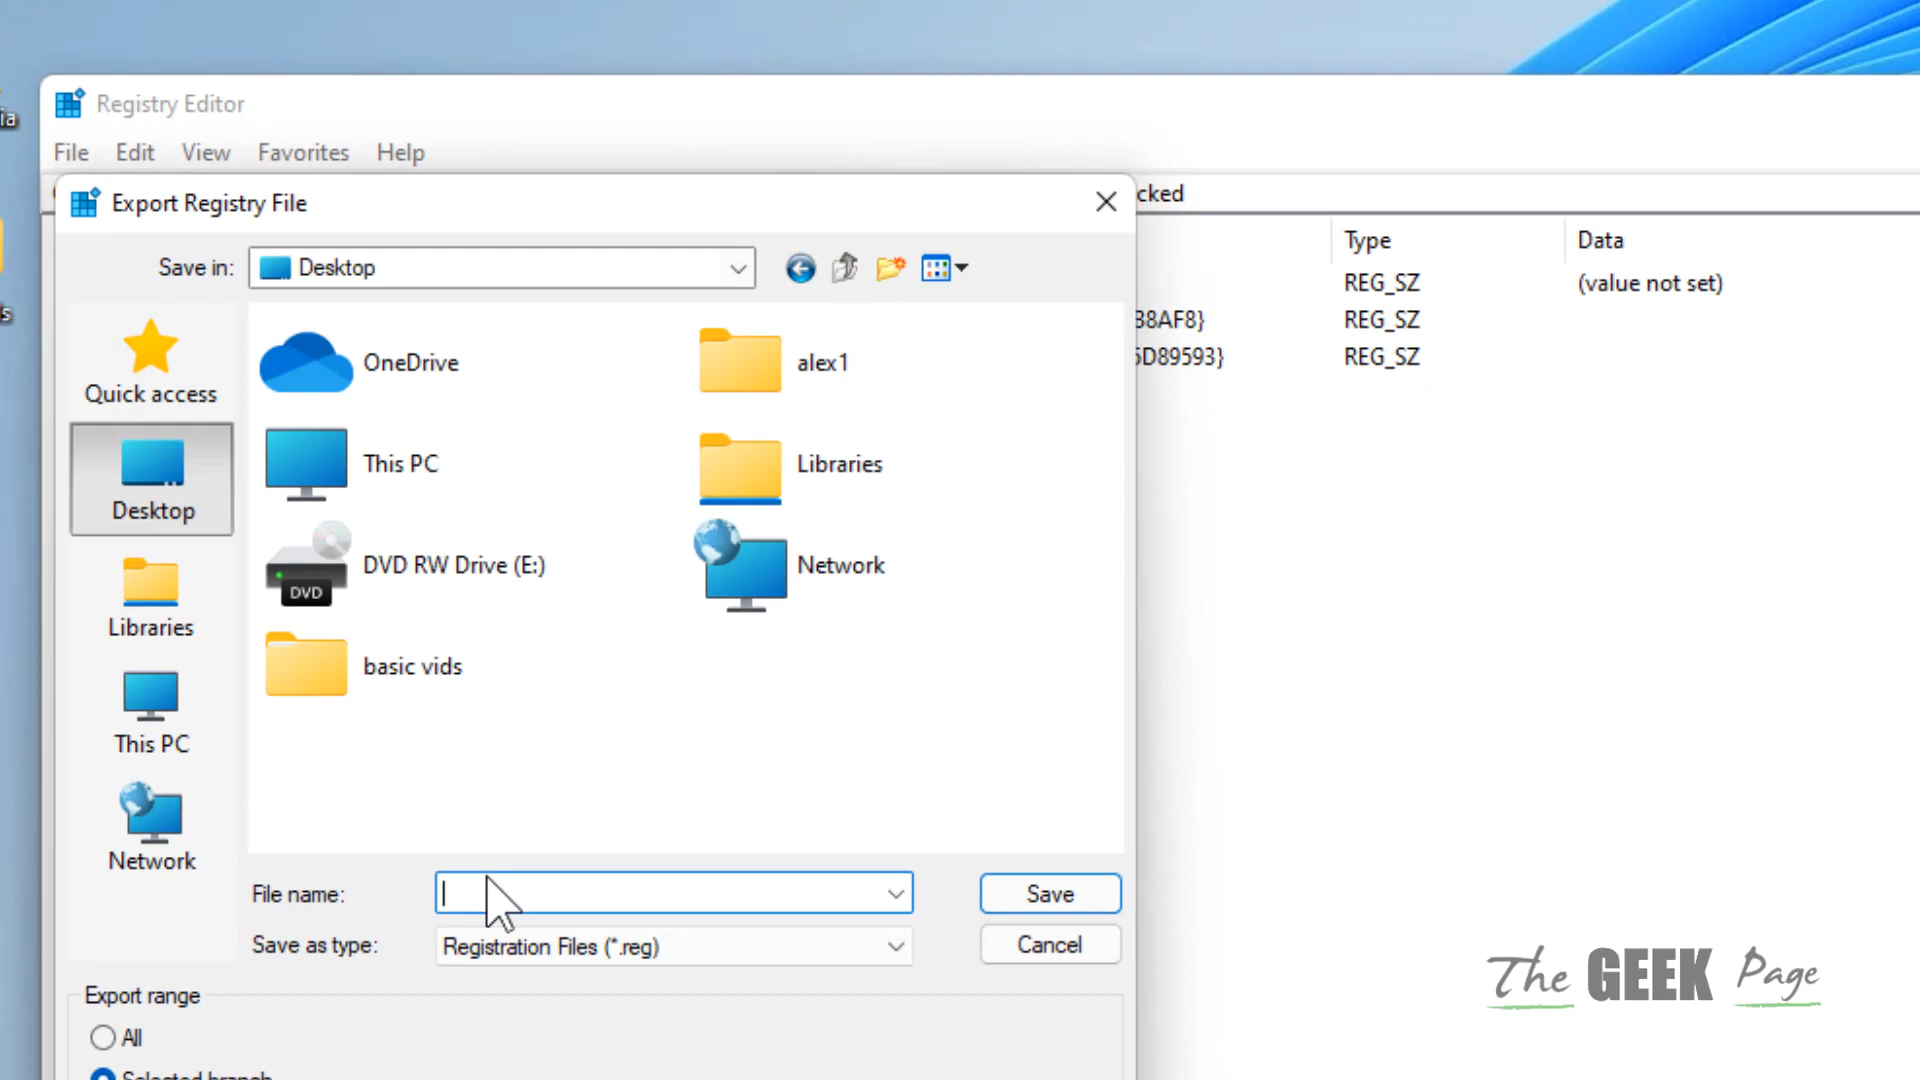 ia
s
Registry Editor
File Edit View Favorites Help
Export Registry File
cked
Save in: Desktop
Type Data
REG_SZ (value not set)
38AF8} REG_SZ
5D89593} REG_SZ
Quick access
Desktop
Libraries
This PC
Network
OneDrive
alex1
This PC
Libraries
DVD
DVD RW Drive (E:)
Network
basic vids
File name:
Save
Save as type: Registration Files (*.reg)
Cancel
Export range
All
Selected branch
The GEEK Page